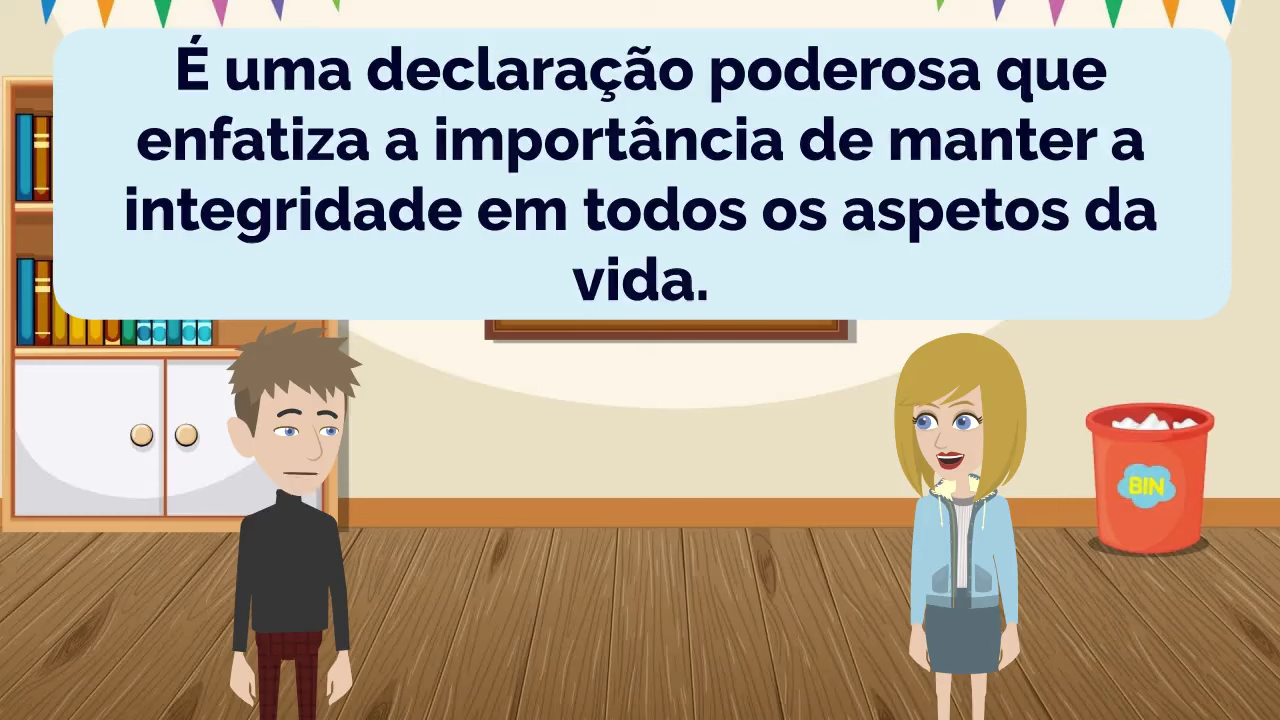 É uma declaração poderosa que
enfatiza a importância de manter a
integridade em todos os aspetos da
vida.
BIN